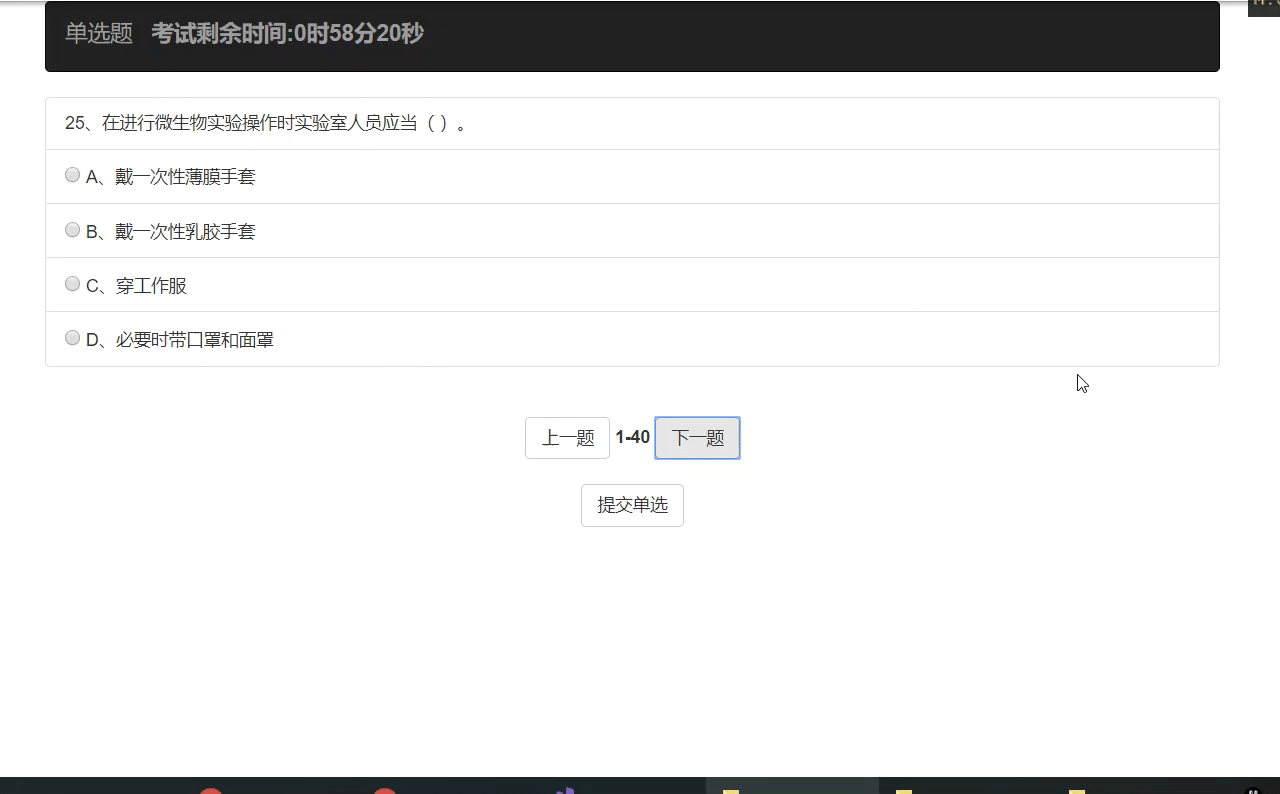 单选题 考试剩余时间:0时58分20秒
25、在进行微生物实验操作时实验室人员应当（ ）。
A、戴一次性薄膜手套
B、戴一次性乳胶手套
C、穿工作服
D、必要时带口罩和面罩
上一题 1-40 下一题
提交单选